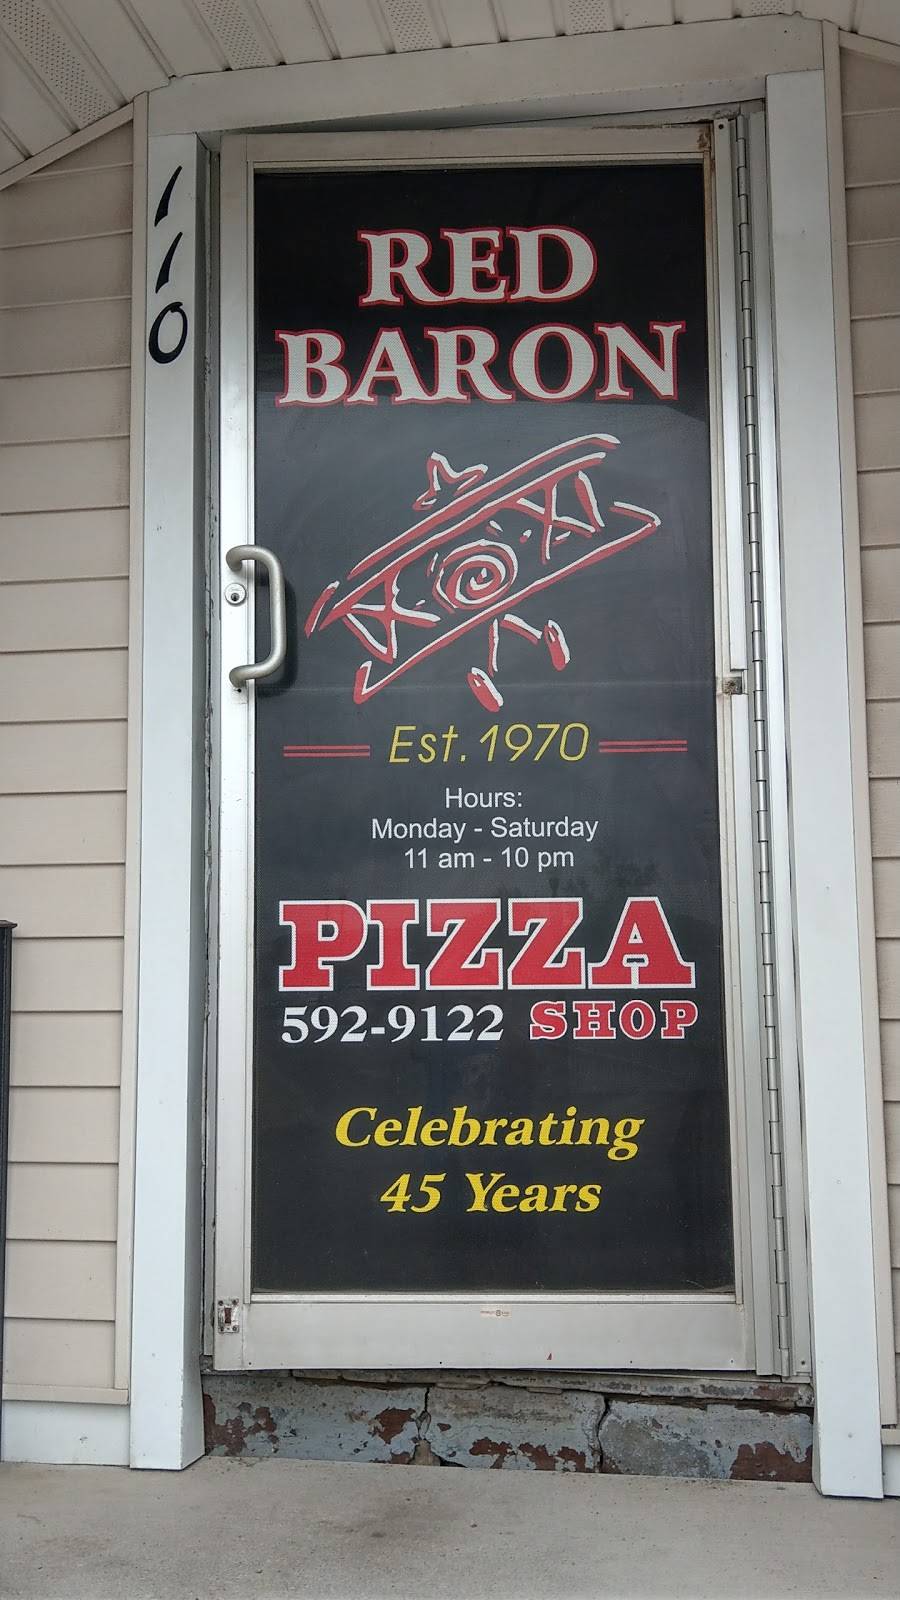 110
RED
BARON
Est. 1970
Hours:
Monday - Saturday
11 am - 10 pm
PIZZA
592-9122 SHOP
Celebrating
45 Years